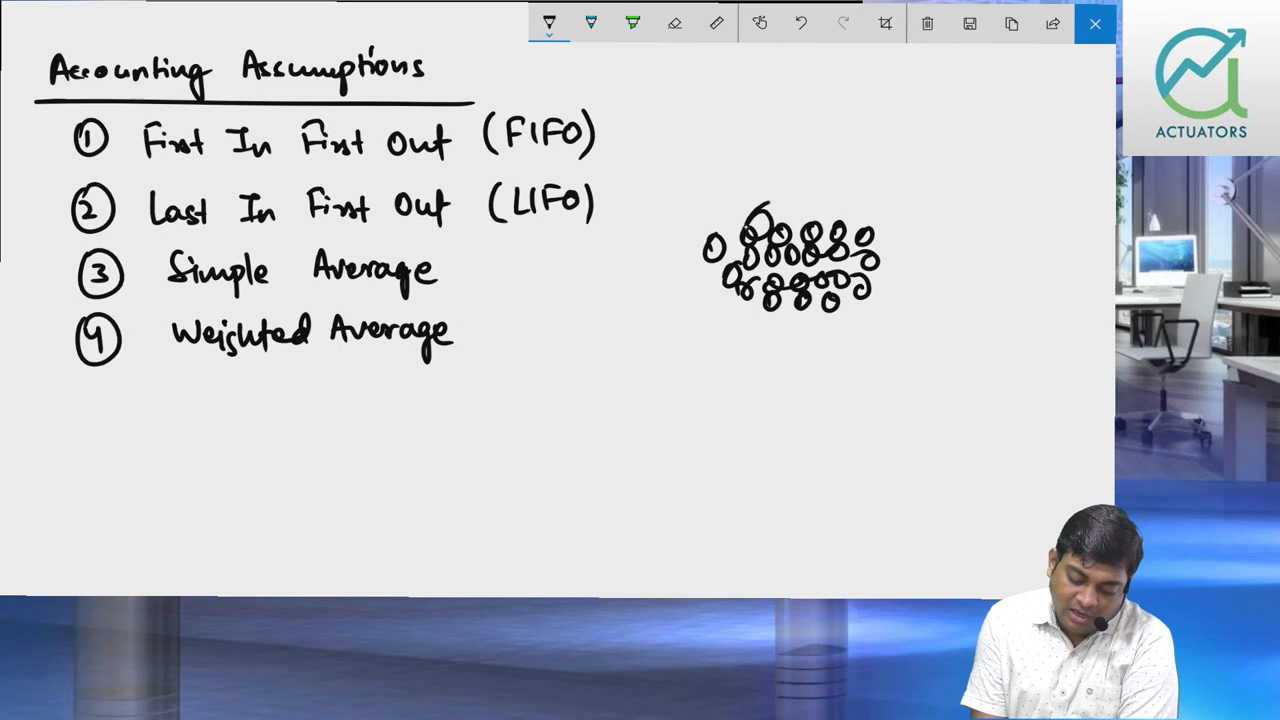 Accounting Assumptions
1 First In First Out (FIFO)
2 Last In First Out (LIFO)
3 Simple Average
4 Weighted Average
ACTUATORS